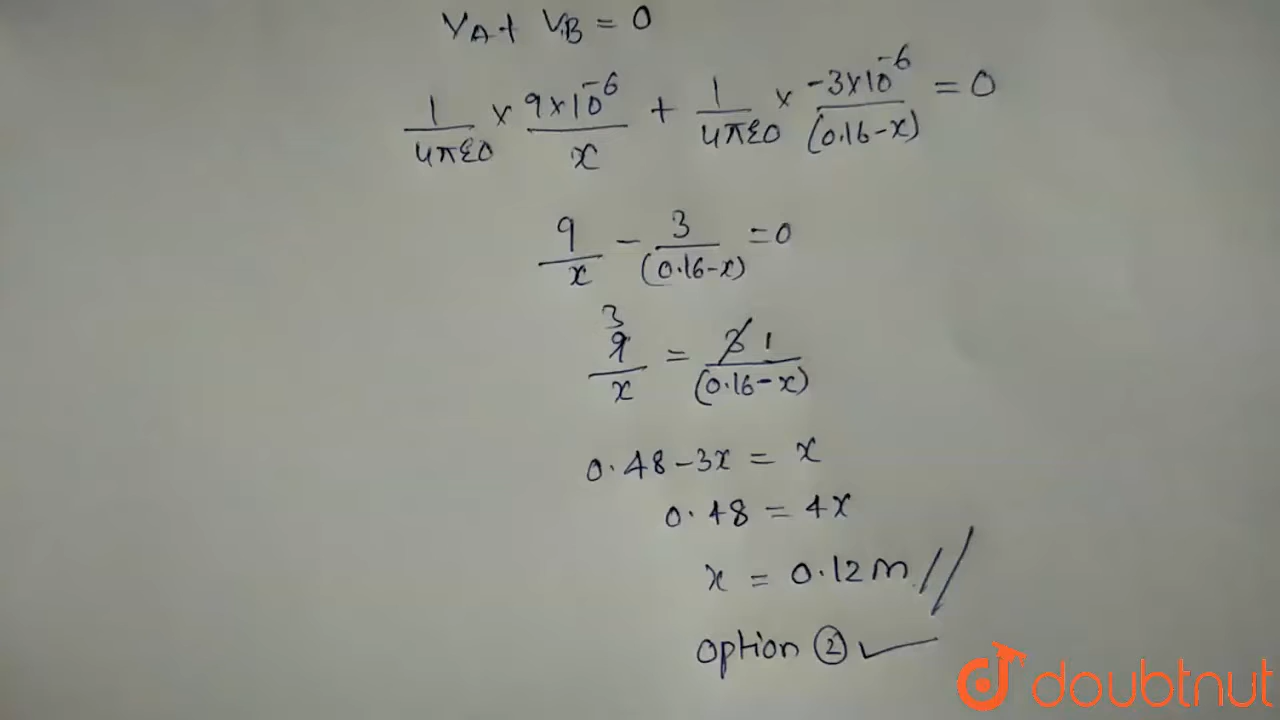 VA + VB = 0
1/4πε0 × 9×10^-6/x + 1/4πε0 × -3×10^-6/(0.16-x) = 0
9/x - 3/(0.16-x) = 0
3
9/x = 3 1/(0.16-x)
0.48-3x = x
0.48 = 4x
x = 0.12m //
option ② ✓
doubtnut